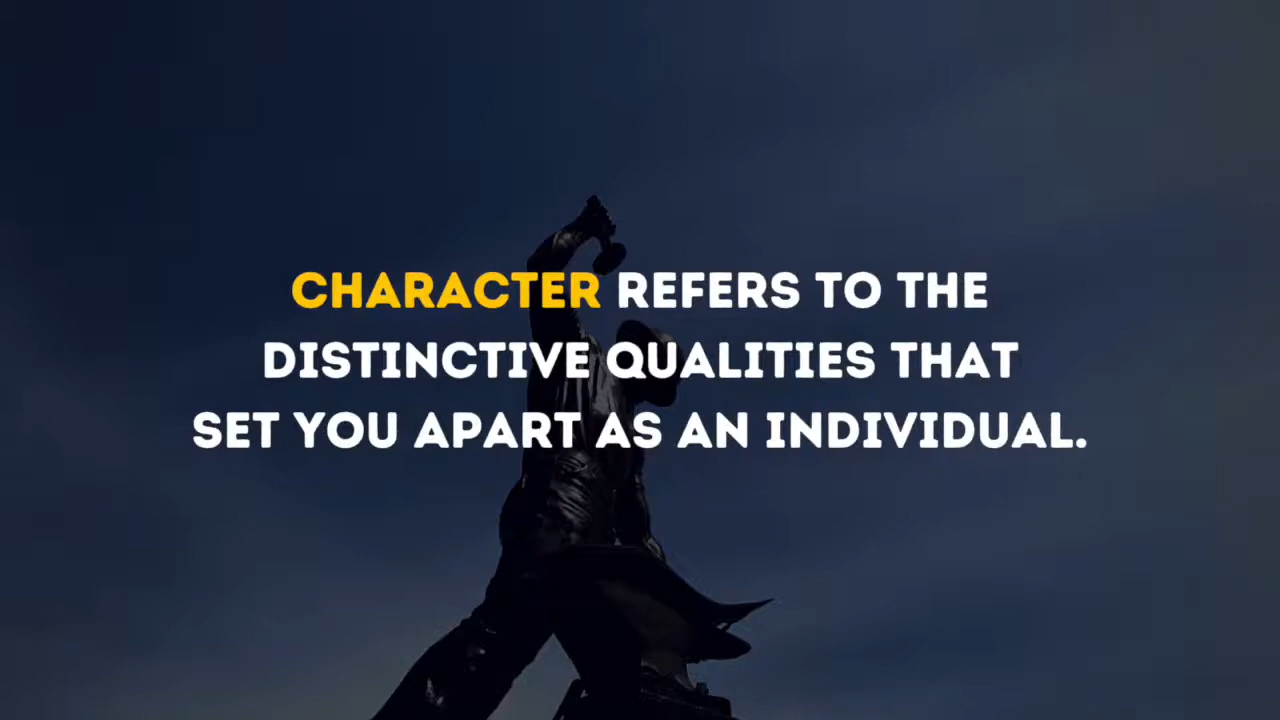 CHARACTER REFERS TO THE
DISTINCTIVE QUALITIES THAT
SET YOU APART AS AN INDIVIDUAL.